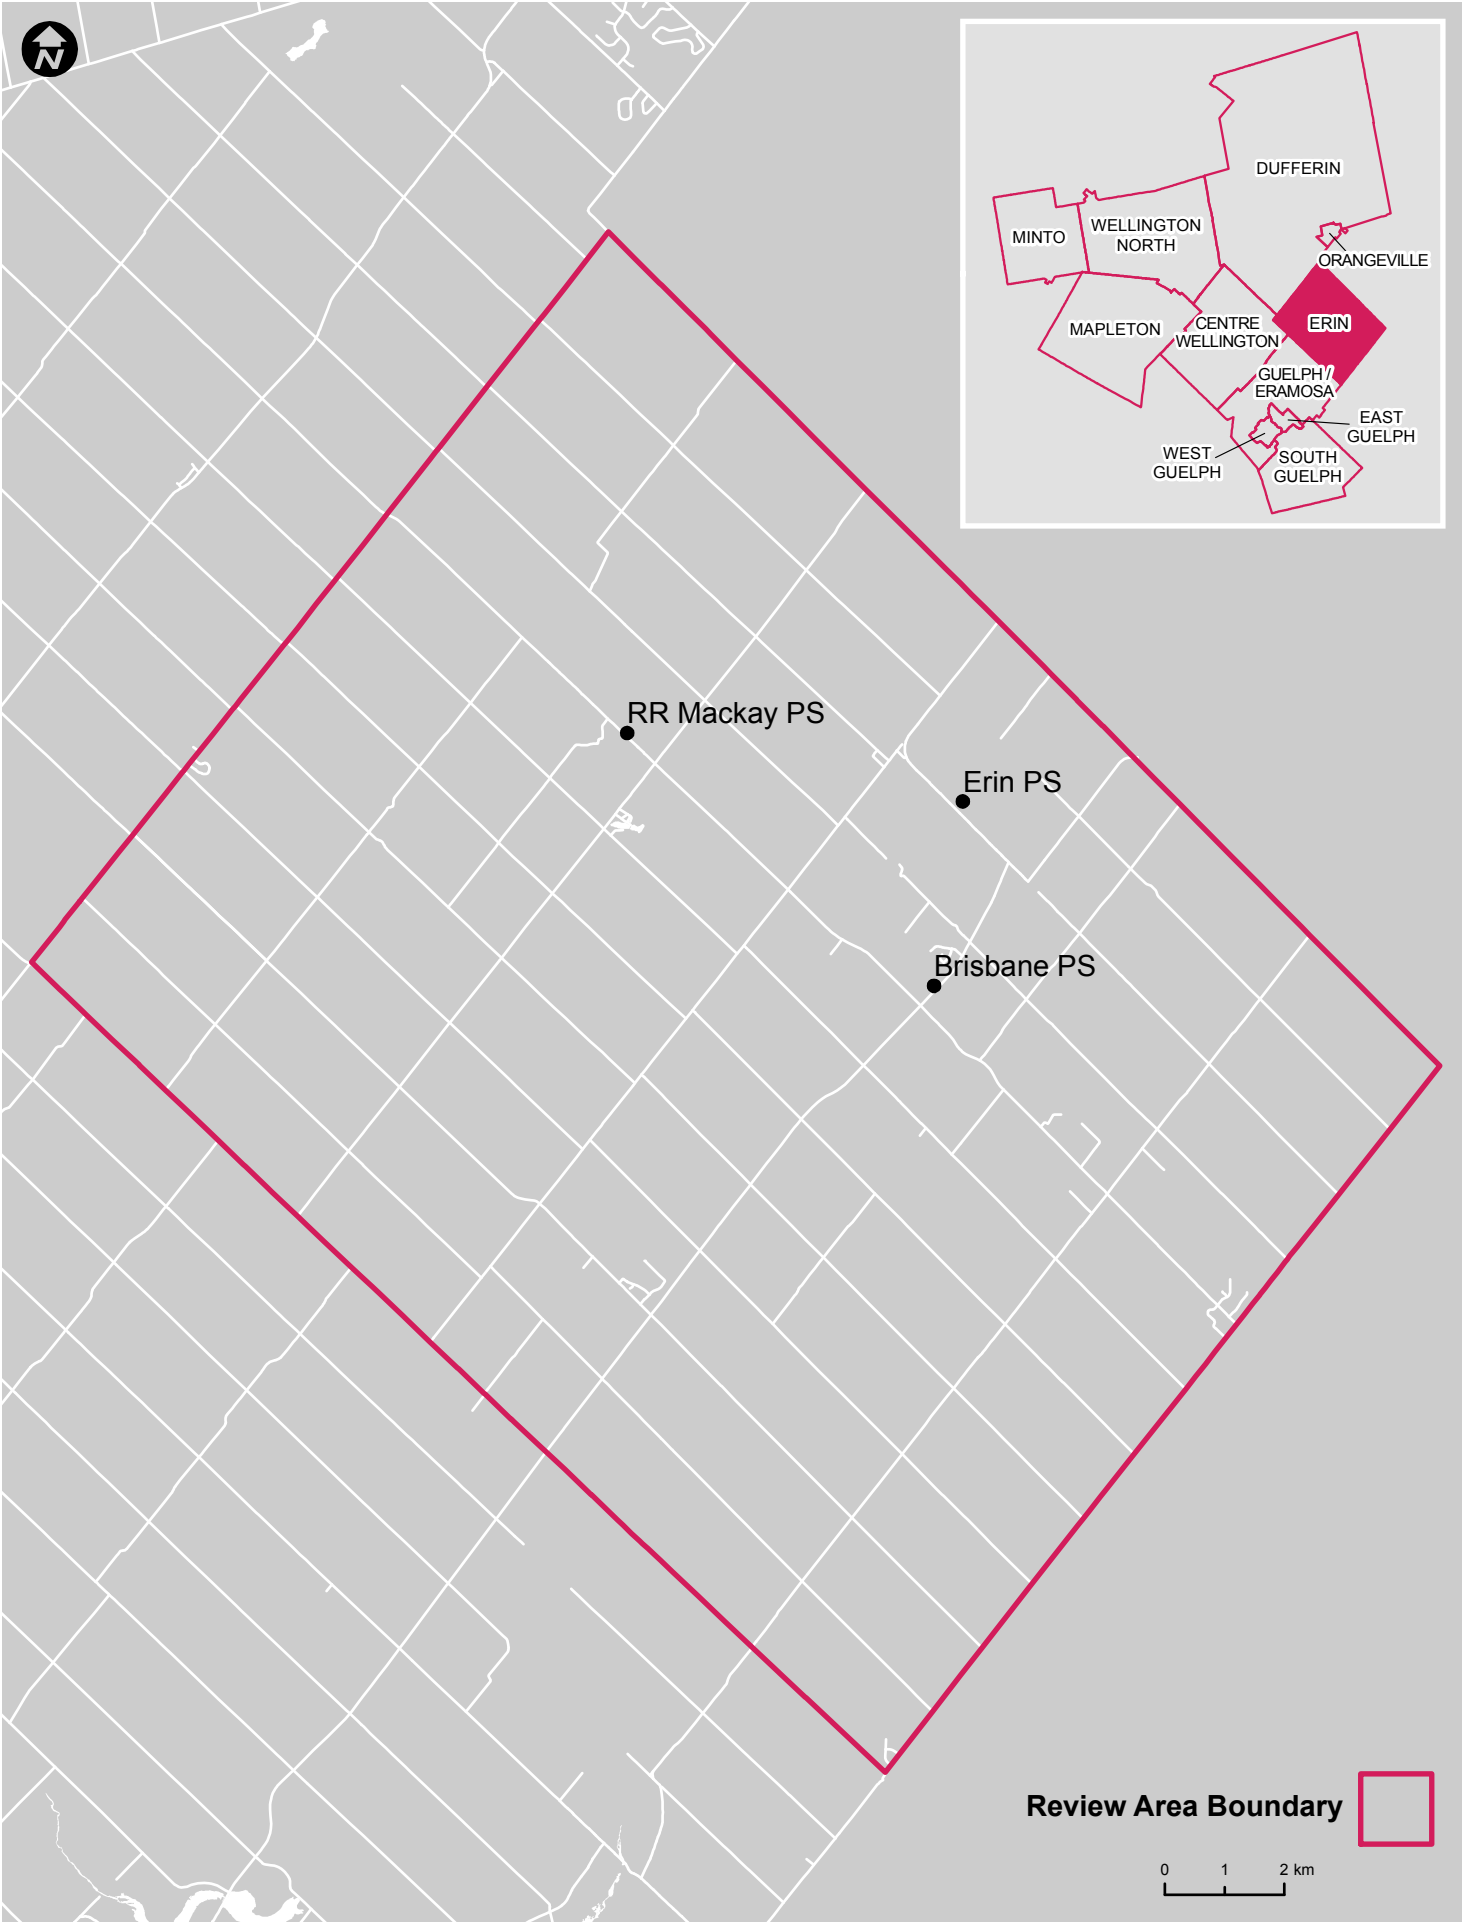 N
DUFFERIN
MINTO
WELLINGTON
NORTH
ORANGEVILLE
MAPLETON
CENTRE
WELLINGTON
ERIN
GUELPH /
ERAMOSA
EAST
GUELPH
WEST
GUELPH
SOUTH
GUELPH
RR Mackay PS
Erin PS
Brisbane PS
Review Area Boundary
0 1 2 km